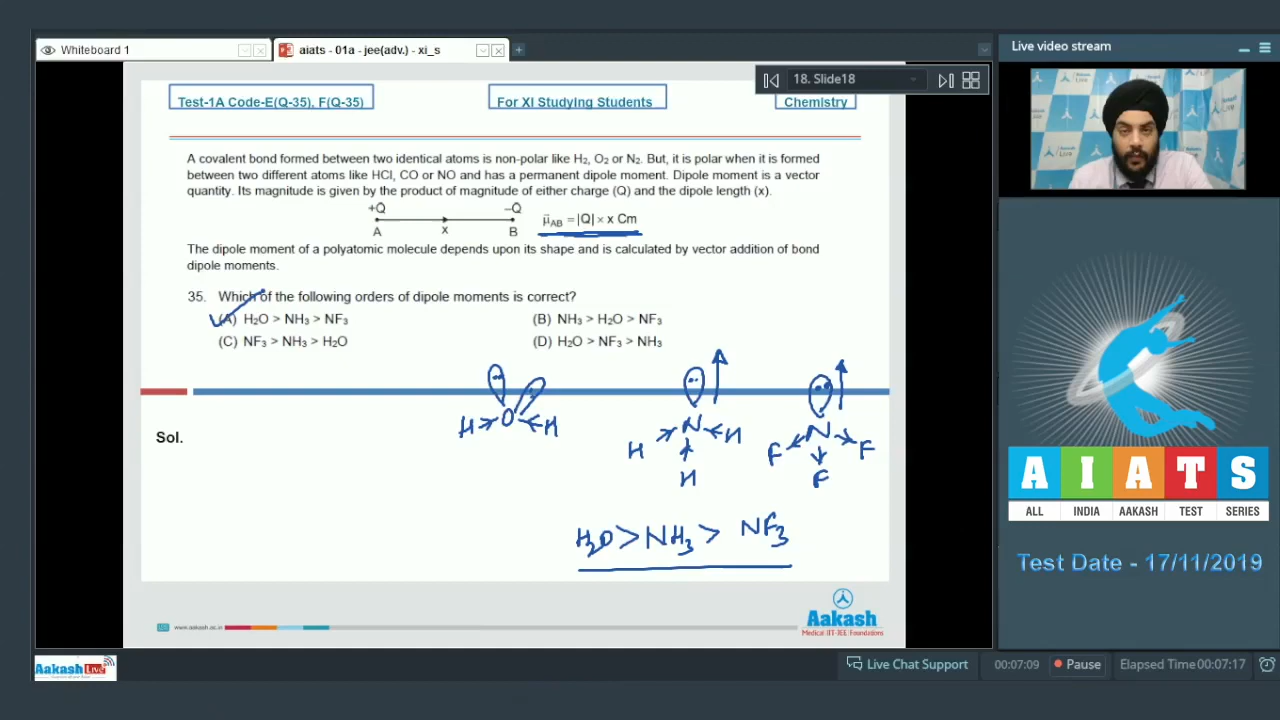 Whiteboard 1
aiats - 01a - jee(adv.) - xi_s
Live video stream
18. Slide18
Test-1A Code-E(Q-35), F(Q-35)
For XI Studying Students
Chemistry
A covalent bond formed between two identical atoms is non-polar like H₂, O₂ or N₂. But, it is polar when it is formed
between two different atoms like HCl, CO or NO and has a permanent dipole moment. Dipole moment is a vector
quantity. Its magnitude is given by the product of magnitude of either charge (Q) and the dipole length (x).
+Q –Q
A x B
μ⃗AB = |Q| × x Cm
The dipole moment of a polyatomic molecule depends upon its shape and is calculated by vector addition of bond
dipole moments.
35. Which of the following orders of dipole moments is correct?
(A) H₂O > NH₃ > NF₃
(B) NH₃ > H₂O > NF₃
(C) NF₃ > NH₃ > H₂O
(D) H₂O > NF₃ > NH₃
Sol.
H O H
H N H
H
F N F
F
H₂O > NH₃ > NF₃
A I A T S
ALL INDIA AAKASH TEST SERIES
Test Date - 17/11/2019
www.aakash.ac.in
Aakash
Medical|IIT-JEE|Foundations
Aakash Live
Live Chat Support
00:07:09
Pause
Elapsed Time 00:07:17